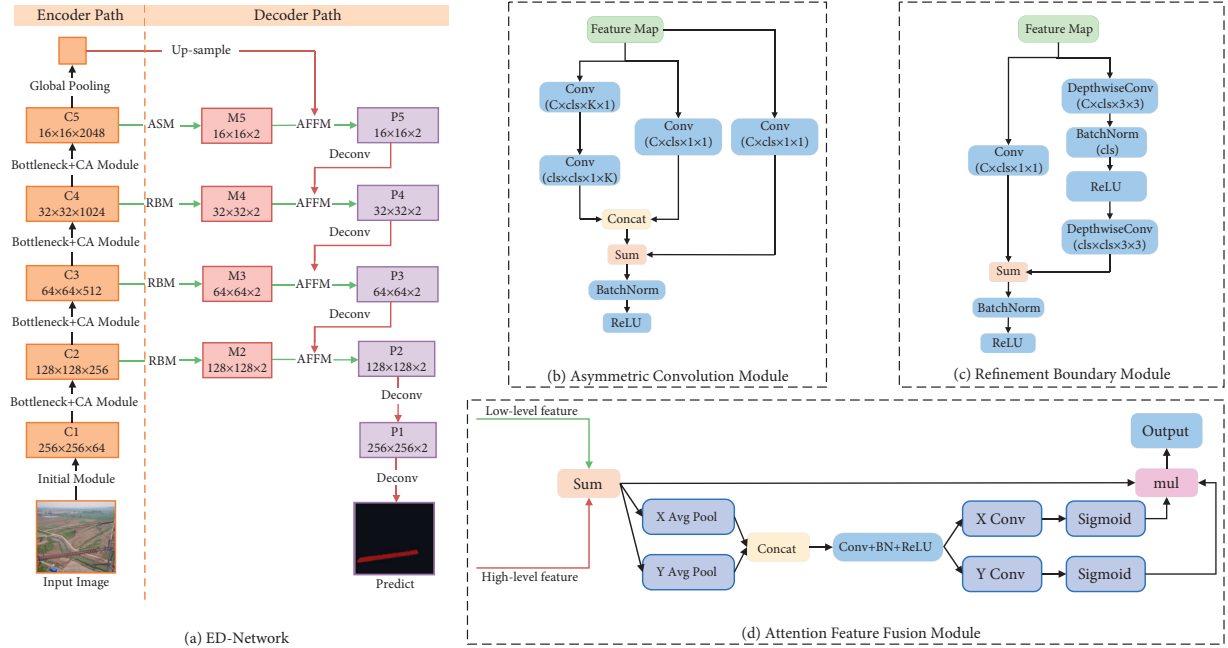 Encoder Path
Decoder Path
Up-sample
Global Pooling
C5
16×16×2048
ASM
M5
16×16×2
AFFM
P5
16×16×2
Deconv
Bottleneck+CA Module
C4
32×32×1024
RBM
M4
32×32×2
AFFM
P4
32×32×2
Deconv
Bottleneck+CA Module
C3
64×64×512
RBM
M3
64×64×2
AFFM
P3
64×64×2
Deconv
Bottleneck+CA Module
C2
128×128×256
RBM
M2
128×128×2
AFFM
P2
128×128×2
Deconv
Bottleneck+CA Module
C1
256×256×64
P1
256×256×2
Initial Module
Deconv
Input Image
Predict
(a) ED-Network
Feature Map
Conv
(C×cls×K×1)
Conv
(cls×cls×1×K)
Conv
(C×cls×1×1)
Conv
(C×cls×1×1)
Concat
Sum
BatchNorm
ReLU
(b) Asymmetric Convolution Module
Feature Map
DepthwiseConv
(C×cls×3×3)
BatchNorm
(cls)
Conv
(C×cls×1×1)
ReLU
DepthwiseConv
(cls×cls×3×3)
Sum
BatchNorm
ReLU
(c) Refinement Boundary Module
Low-level feature
High-level feature
Sum
X Avg Pool
Y Avg Pool
Concat
Conv+BN+ReLU
X Conv
Sigmoid
Y Conv
Sigmoid
mul
Output
(d) Attention Feature Fusion Module